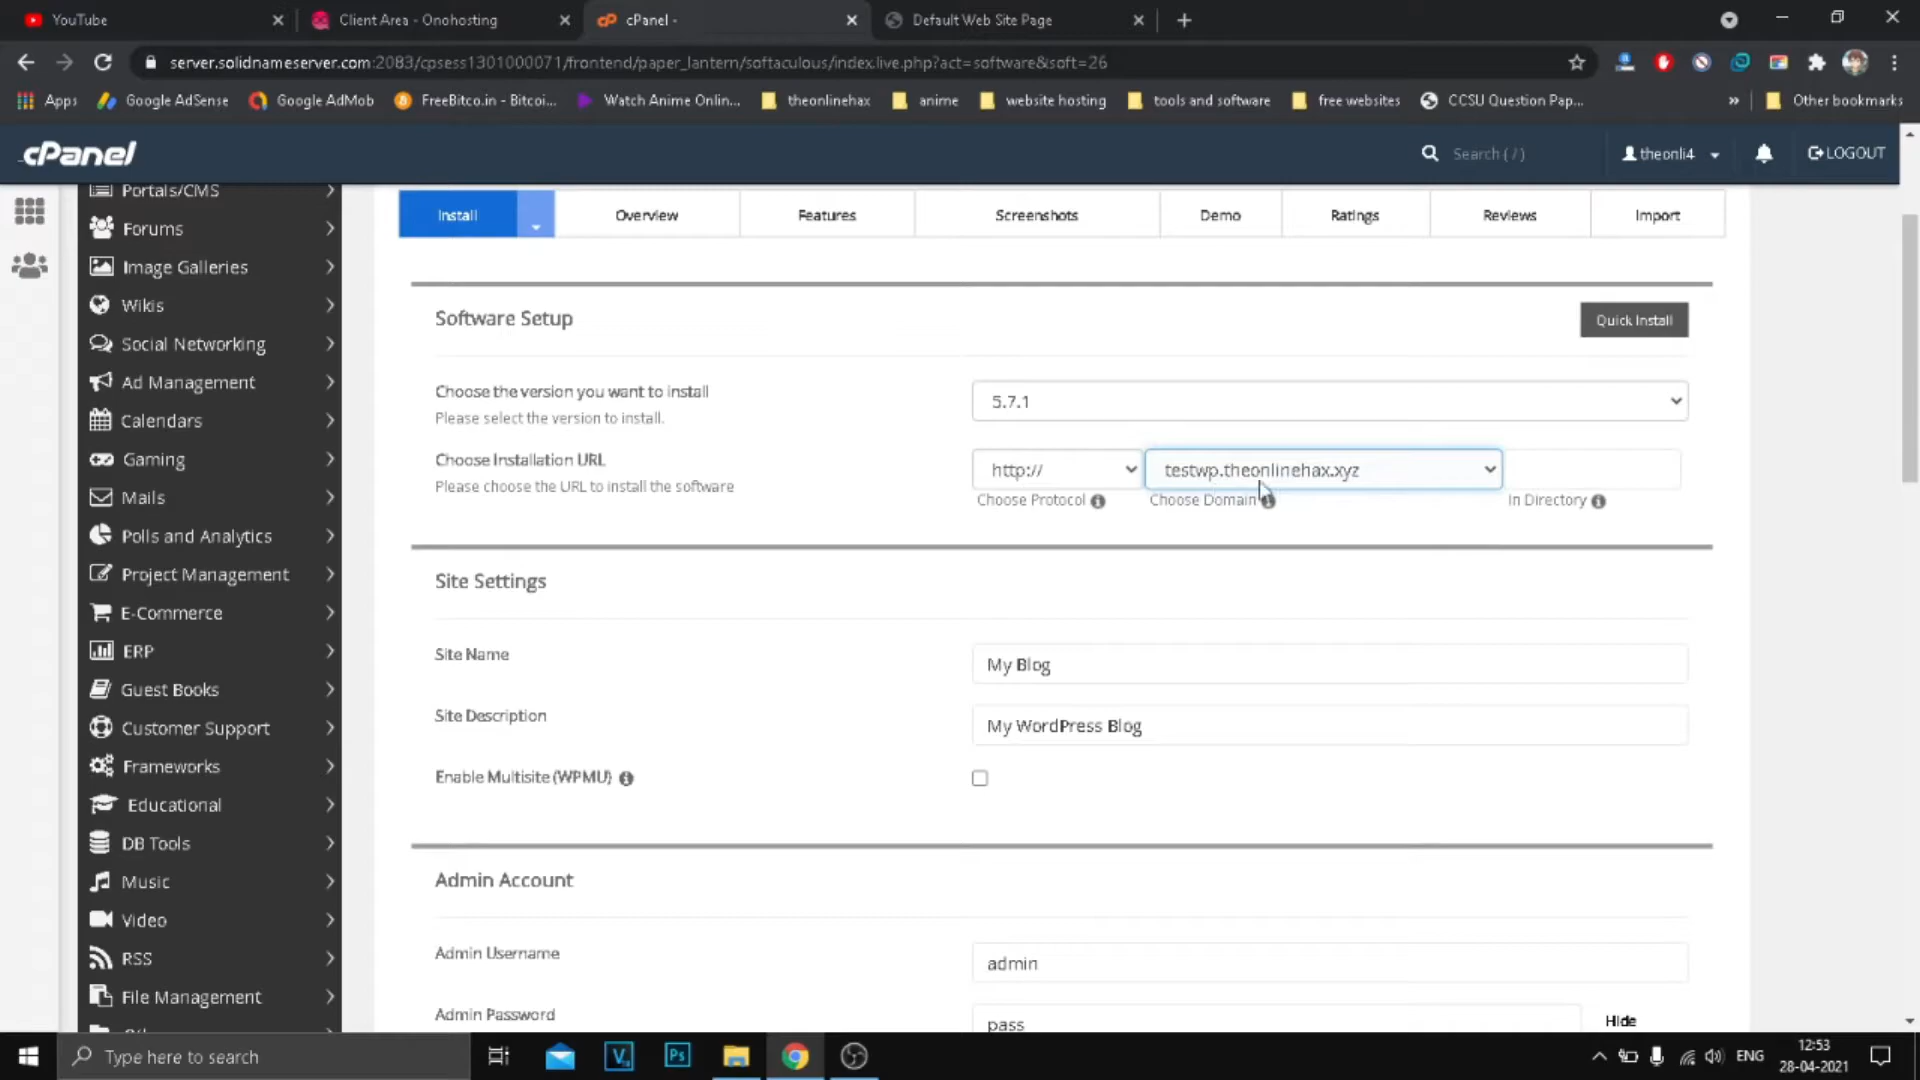 YouTube
Client Area - Onohosting
cPanel -
Default Web Site Page
server.solidnameserver.com:2083/cpsess1301000071/frontend/paper_lantern/softaculous/index.live.php?act=software&soft=26
Apps
Google AdSense
Google AdMob
FreeBitco.in - Bitcoi...
Watch Anime Onlin...
theonlinehax
anime
website hosting
tools and software
free websites
CCSU Question Pap...
Other bookmarks
cPanel
Search ( / )
theonli4
LOGOUT
Portals/CMS
Forums
Image Galleries
Wikis
Social Networking
Ad Management
Calendars
Gaming
Mails
Polls and Analytics
Project Management
E-Commerce
ERP
Guest Books
Customer Support
Frameworks
Educational
DB Tools
Music
Video
RSS
File Management
Install
Overview
Features
Screenshots
Demo
Ratings
Reviews
Import
Software Setup
Quick Install
Choose the version you want to install
Please select the version to install.
5.7.1
Choose Installation URL
Please choose the URL to install the software
http://
testwp.theonlinehax.xyz
Choose Protocol
Choose Domain
In Directory
Site Settings
Site Name
My Blog
Site Description
My WordPress Blog
Enable Multisite (WPMU)
Admin Account
Admin Username
admin
Admin Password
pass
Hide
Type here to search
Ps
ENG
12:53
28-04-2021